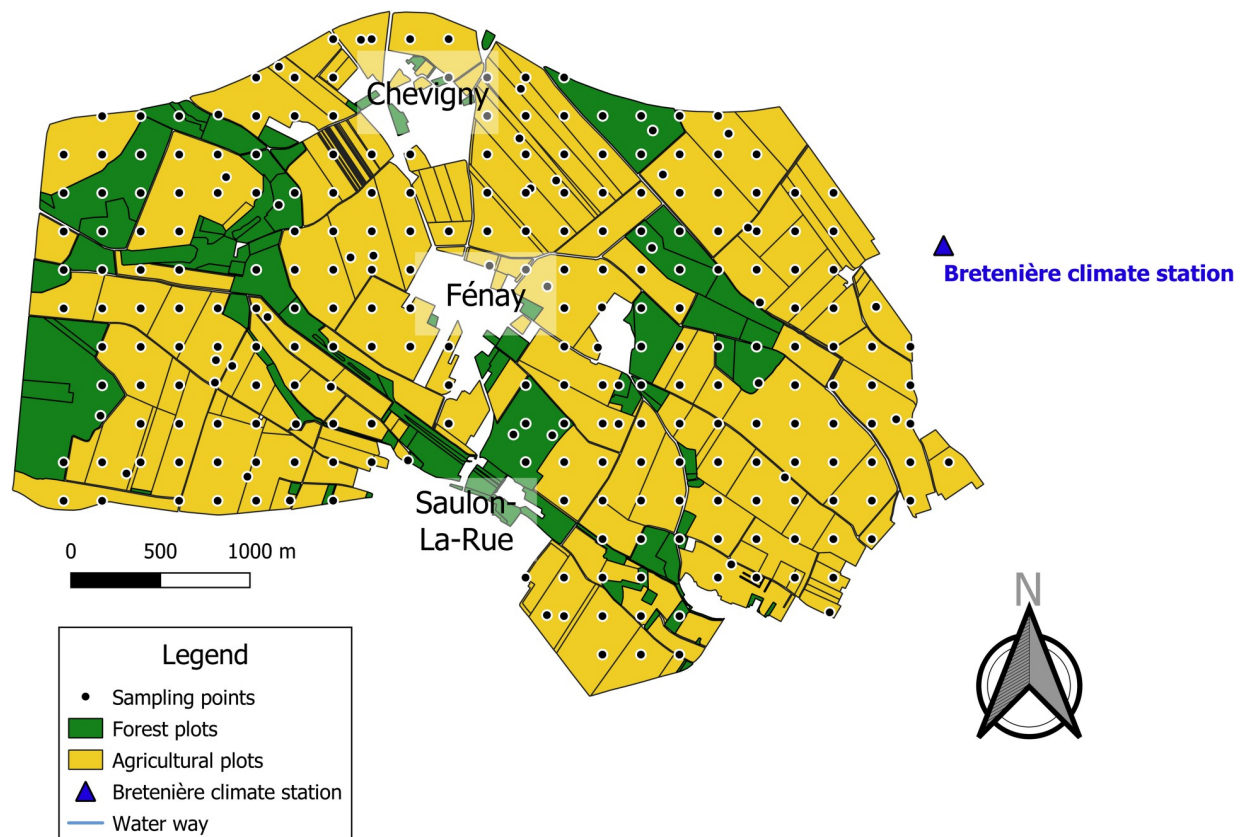 Chevigny
Bretenière climate station
Fénay
Saulon-
La-Rue
0 500 1000 m
N
Legend
Sampling points
Forest plots
Agricultural plots
Bretenière climate station
Water way